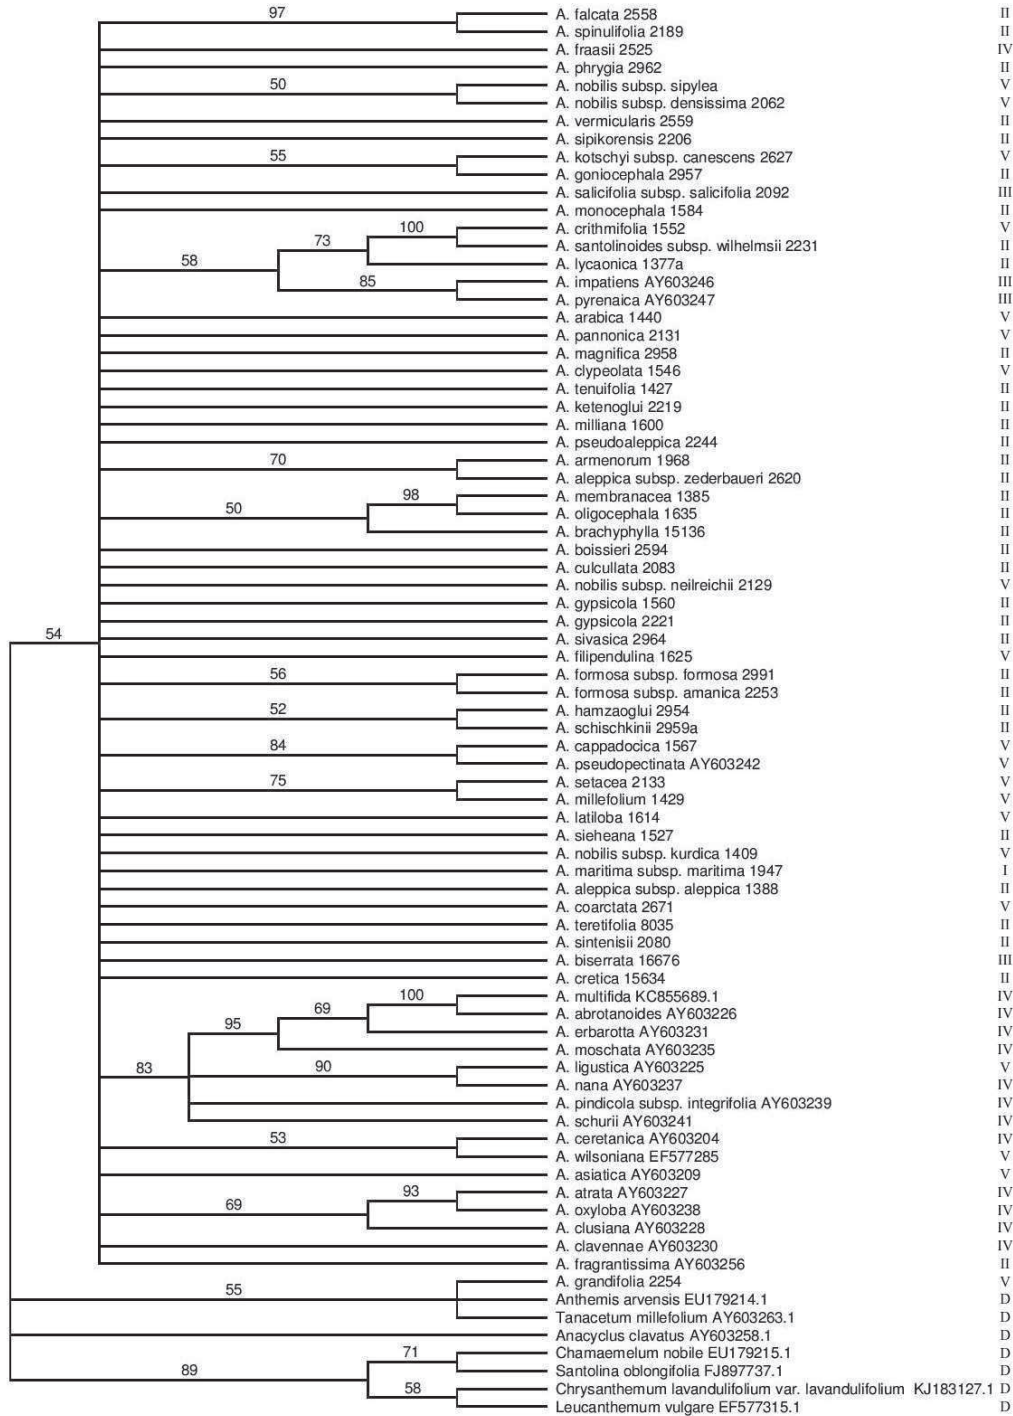 97 A. falcata 2558 II
A. spinulifolia 2189 II
A. fraasii 2525 IV
A. phrygia 2962 II
50 A. nobilis subsp. sipylea V
A. nobilis subsp. densissima 2062 V
A. vermicularis 2559 II
A. sipikorensis 2206 II
55 A. kotschyi subsp. canescens 2627 V
A. goniocephala 2957 II
A. salicifolia subsp. salicifolia 2092 III
A. monocephala 1584 II
100 A. crithmifolia 1552 V
73 A. santolinoides subsp. wilhelmsii 2231 II
58 A. lycaonica 1377a II
85 A. impatiens AY603246 III
A. pyrenaica AY603247 III
A. arabica 1440 V
A. pannonica 2131 V
A. magnifica 2958 II
A. clypeolata 1546 V
A. tenuifolia 1427 II
A. ketenoglui 2219 II
A. milliana 1600 II
A. pseudoaleppica 2244 II
70 A. armenorum 1968 II
A. aleppica subsp. zederbaueri 2620 II
98 A. membranacea 1385 II
50 A. oligocephala 1635 II
A. brachyphylla 15136 II
A. boissieri 2594 II
A. culcullata 2083 II
A. nobilis subsp. neilreichii 2129 V
A. gypsicola 1560 II
A. gypsicola 2221 II
54 A. sivasica 2964 II
A. filipendulina 1625 V
56 A. formosa subsp. formosa 2991 II
A. formosa subsp. amanica 2253 II
52 A. hamzaoglui 2954 II
A. schischkinii 2959a II
84 A. cappadocica 1567 V
A. pseudopectinata AY603242 V
75 A. setacea 2133 V
A. millefolium 1429 V
A. latiloba 1614 V
A. sieheana 1527 II
A. nobilis subsp. kurdica 1409 V
A. maritima subsp. maritima 1947 I
A. aleppica subsp. aleppica 1388 II
A. coarctata 2671 V
A. teretifolia 8035 II
A. sintenisii 2080 II
A. biserrata 16676 III
A. cretica 15634 II
100 A. multifida KC855689.1 IV
69 A. abrotanoides AY603226 IV
95 A. erbarotta AY603231 IV
A. moschata AY603235 IV
83 90 A. ligustica AY603225 V
A. nana AY603237 IV
A. pindicola subsp. integrifolia AY603239 IV
A. schurii AY603241 IV
53 A. ceretanica AY603204 IV
A. wilsoniana EF577285 V
A. asiatica AY603209 V
93 A. atrata AY603227 IV
69 A. oxyloba AY603238 IV
A. clusiana AY603228 IV
A. clavennae AY603230 IV
A. fragrantissima AY603256 II
55 A. grandifolia 2254 V
Anthemis arvensis EU179214.1 D
Tanacetum millefolium AY603263.1 D
Anacyclus clavatus AY603258.1 D
71 Chamaemelum nobile EU179215.1 D
89 Santolina oblongifolia FJ897737.1 D
58 Chrysanthemum lavandulifolium var. lavandulifolium KJ183127.1 D
Leucanthemum vulgare EF577315.1 D